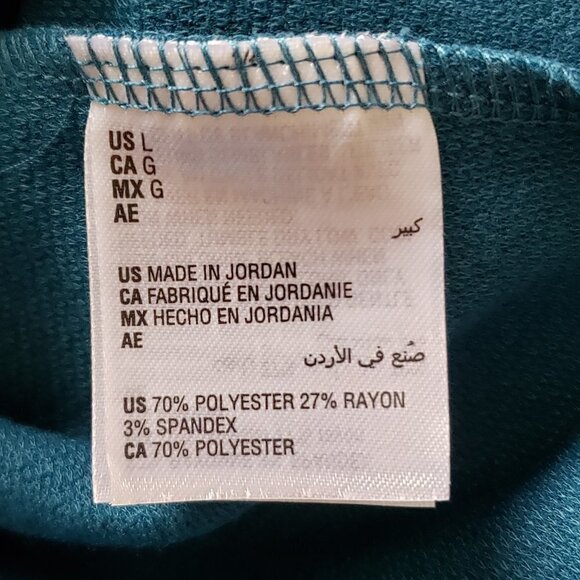 US L
CA G
MX G
AE
كبير
US MADE IN JORDAN
CA FABRIQUÉ EN JORDANIE
MX HECHO EN JORDANIA
AE
صُنع في الأردن
US 70% POLYESTER 27% RAYON
3% SPANDEX
CA 70% POLYESTER